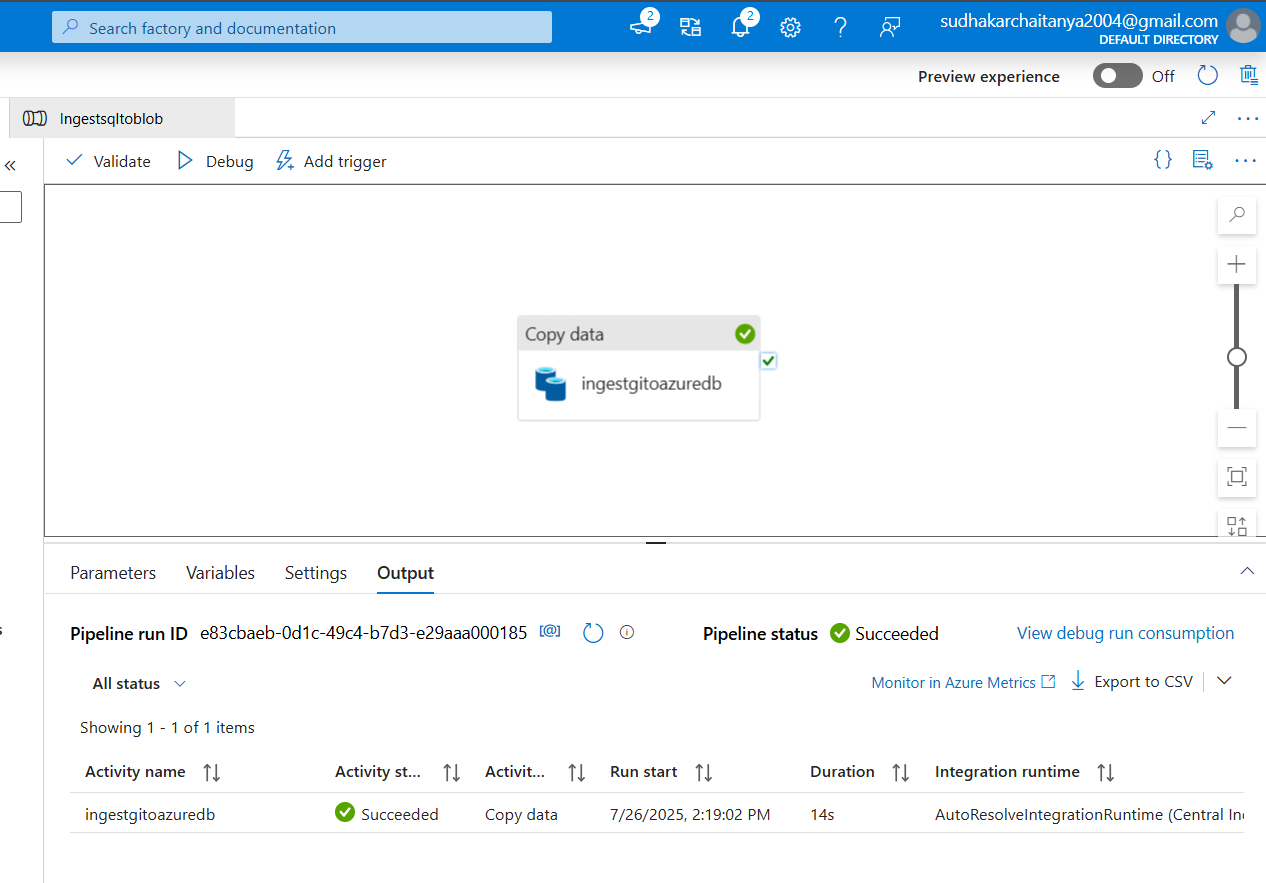 Search factory and documentation
2
2
sudhakarchaitanya2004@gmail.com
DEFAULT DIRECTORY
Preview experience
Off
Ingestsqltoblob
Validate
Debug
Add trigger
Copy data
ingestgitoazuredb
Parameters
Variables
Settings
Output
Pipeline run ID e83cbaeb-0d1c-49c4-b7d3-e29aaa000185
Pipeline status Succeeded
View debug run consumption
All status
Monitor in Azure Metrics
Export to CSV
Showing 1 - 1 of 1 items
Activity name Activity st... Activit... Run start Duration Integration runtime
ingestgitoazuredb Succeeded Copy data 7/26/2025, 2:19:02 PM 14s AutoResolveIntegrationRuntime (Central In